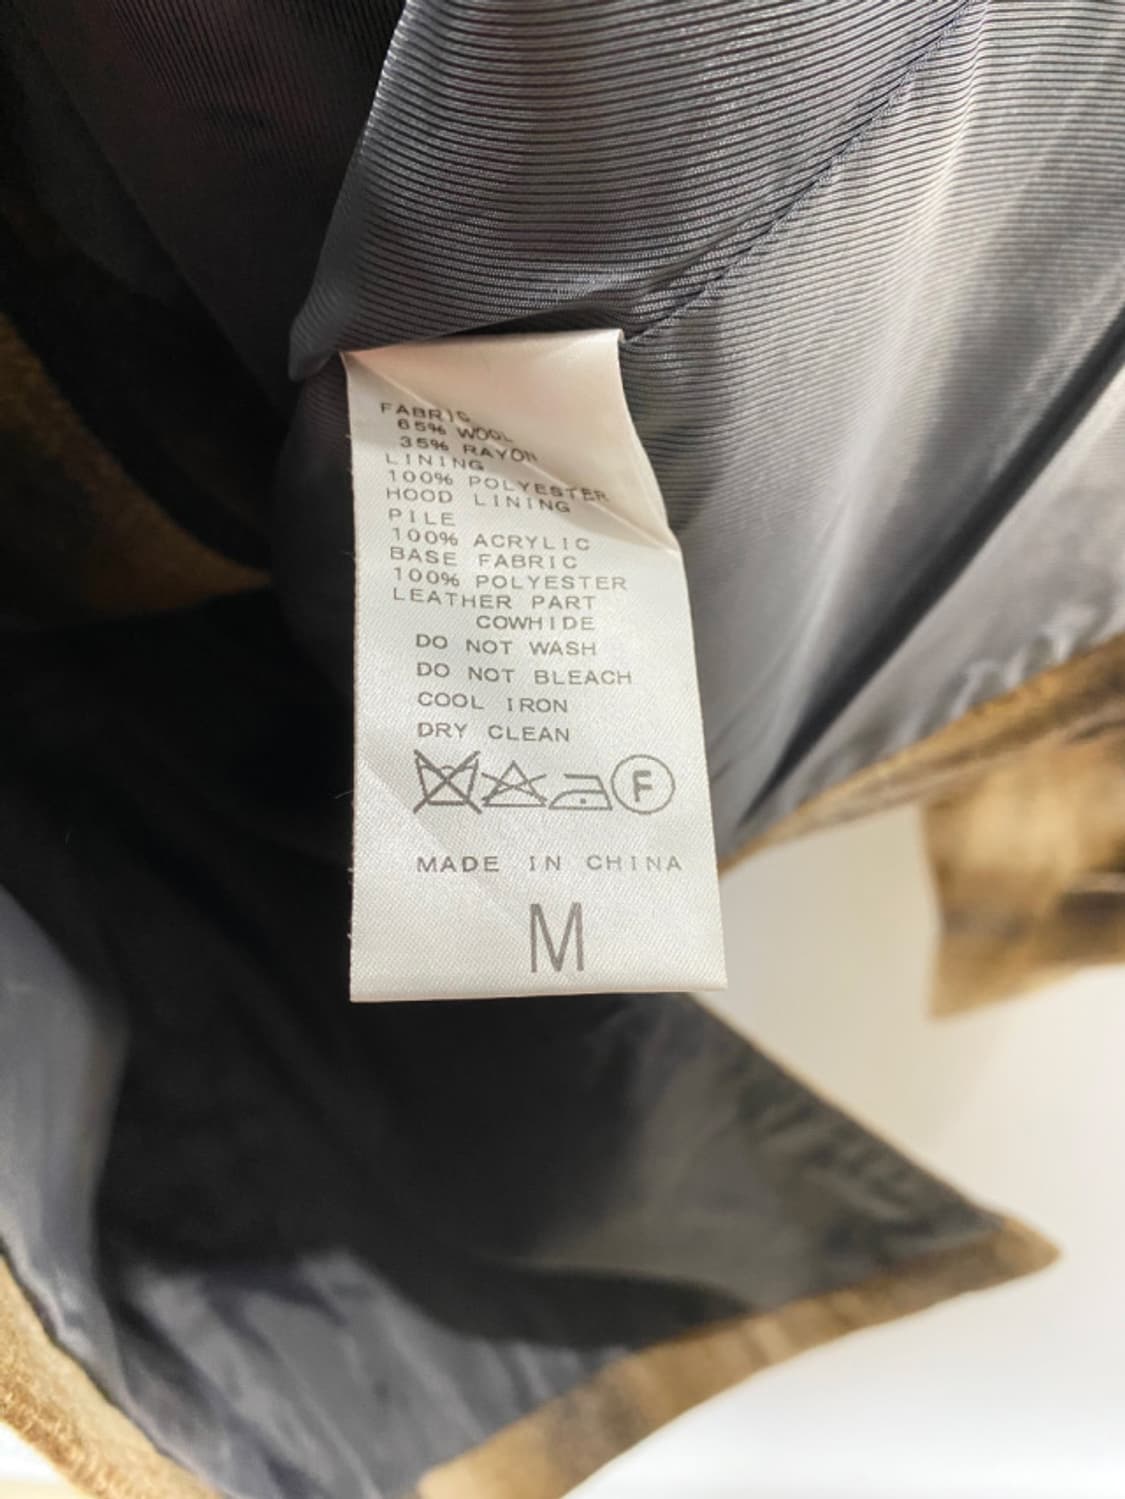 FABRIC
65% WOOL
35% RAYON
LINING
100% POLYESTER
HOOD LINING
PILE
100% ACRYLIC
BASE FABRIC
100% POLYESTER
LEATHER PART
COWHIDE
DO NOT WASH
DO NOT BLEACH
COOL IRON
DRY CLEAN
F
MADE IN CHINA
M